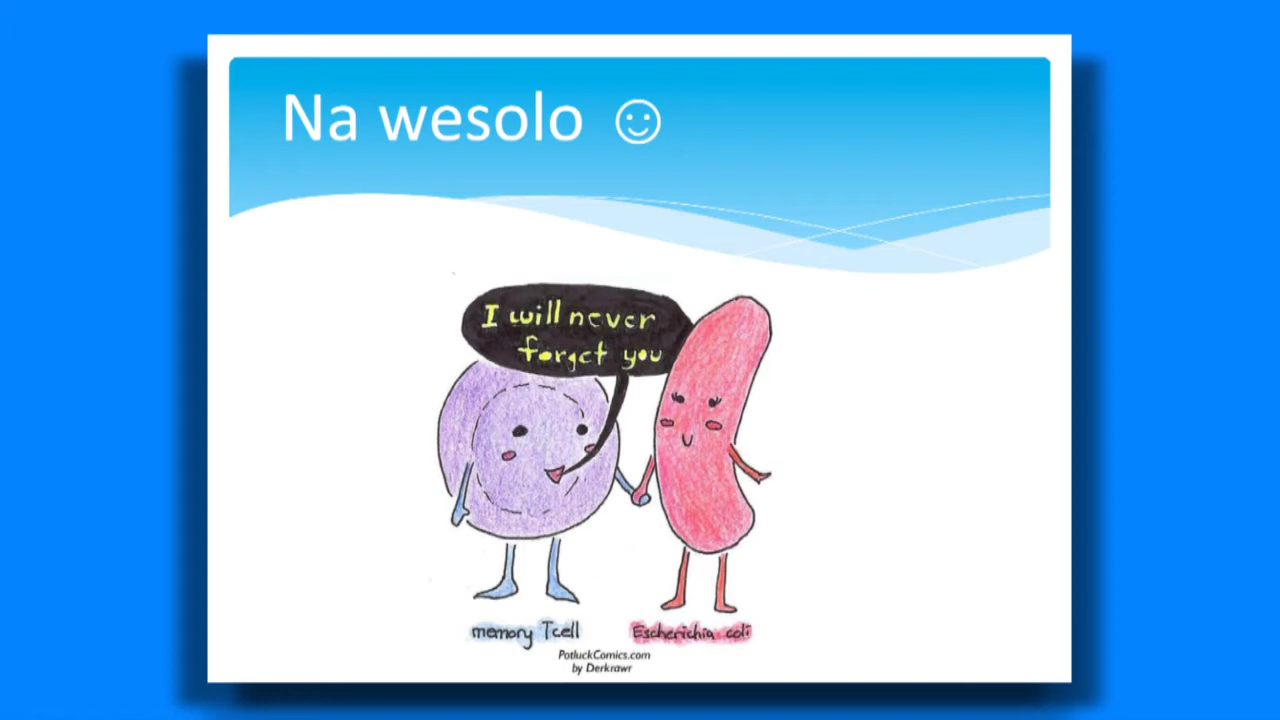 Na wesolo ☺
I will never
forget you
memory Tcell
Escherichia coli
PotluckComics.com
by Derkrawr